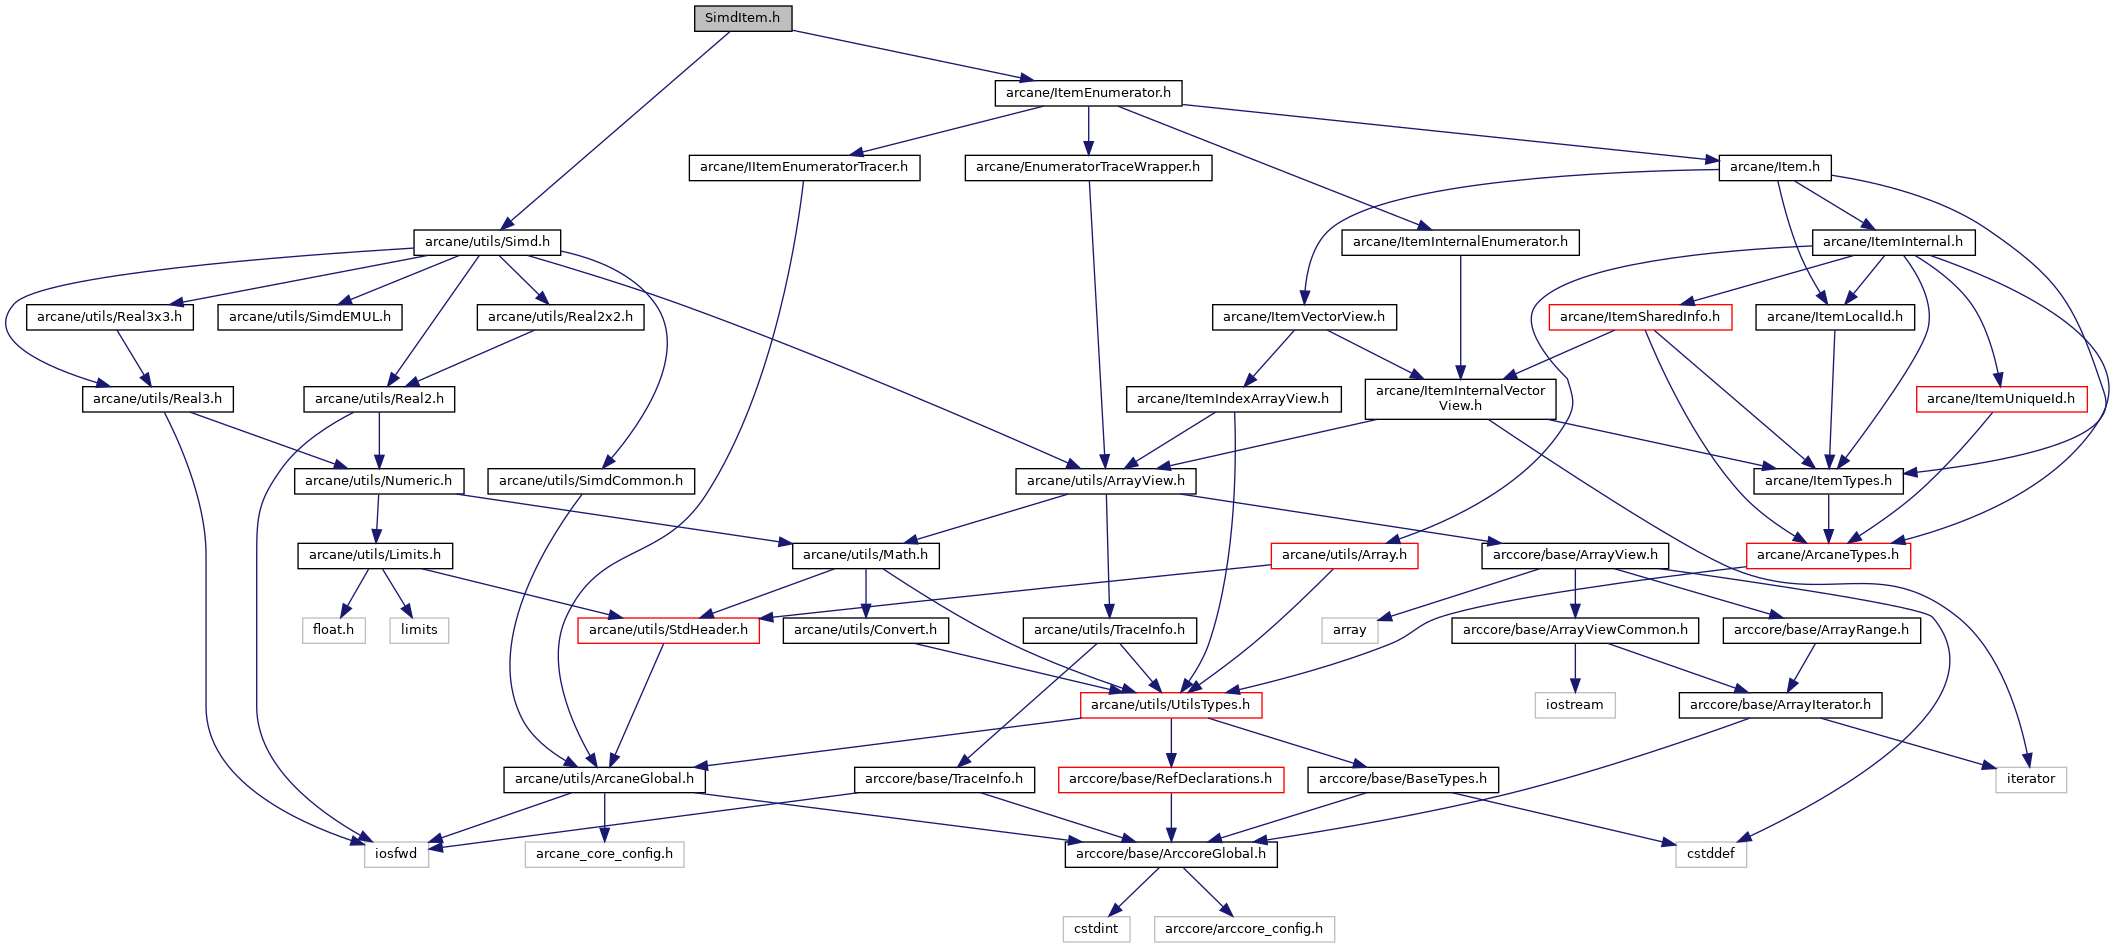 SimdItem.h
arcane/ItemEnumerator.h
arcane/IItemEnumeratorTracer.h
arcane/EnumeratorTraceWrapper.h
arcane/Item.h
arcane/utils/Simd.h
arcane/ItemInternalEnumerator.h
arcane/ItemInternal.h
arcane/utils/Real3x3.h
arcane/utils/SimdEMUL.h
arcane/utils/Real2x2.h
arcane/ItemVectorView.h
arcane/ItemSharedInfo.h
arcane/ItemLocalId.h
arcane/utils/Real3.h
arcane/utils/Real2.h
arcane/ItemIndexArrayView.h
arcane/ItemInternalVector
View.h
arcane/ItemUniqueId.h
arcane/utils/Numeric.h
arcane/utils/SimdCommon.h
arcane/utils/ArrayView.h
arcane/ItemTypes.h
arcane/utils/Limits.h
arcane/utils/Math.h
arcane/utils/Array.h
arccore/base/ArrayView.h
arcane/ArcaneTypes.h
float.h
limits
arcane/utils/StdHeader.h
arcane/utils/Convert.h
arcane/utils/TraceInfo.h
array
arccore/base/ArrayViewCommon.h
arccore/base/ArrayRange.h
arcane/utils/UtilsTypes.h
iostream
arccore/base/ArrayIterator.h
arcane/utils/ArcaneGlobal.h
arccore/base/TraceInfo.h
arccore/base/RefDeclarations.h
arccore/base/BaseTypes.h
iterator
iosfwd
arcane_core_config.h
arccore/base/ArccoreGlobal.h
cstddef
cstdint
arccore/arccore_config.h